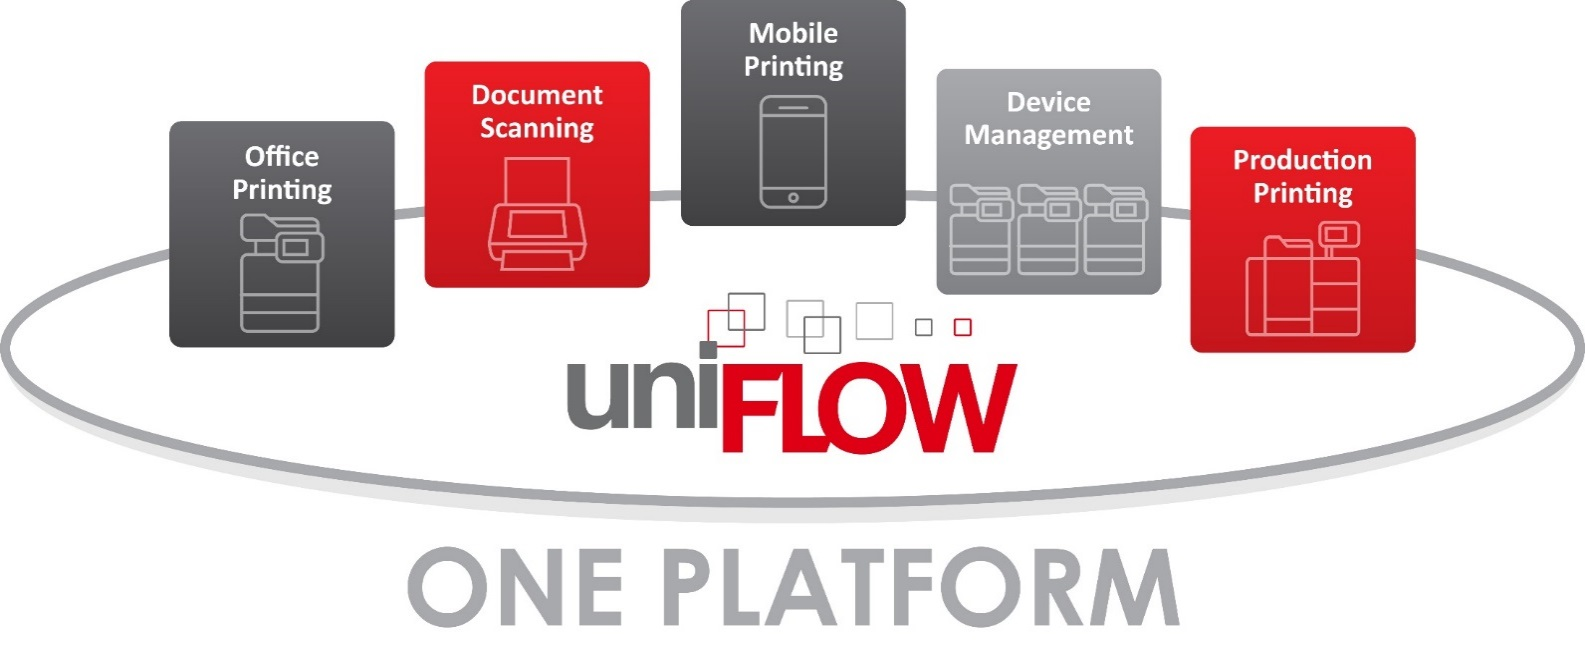 Office
Printing
Document
Scanning
Mobile
Printing
Device
Management
Production
Printing
uniFLOW
ONE PLATFORM